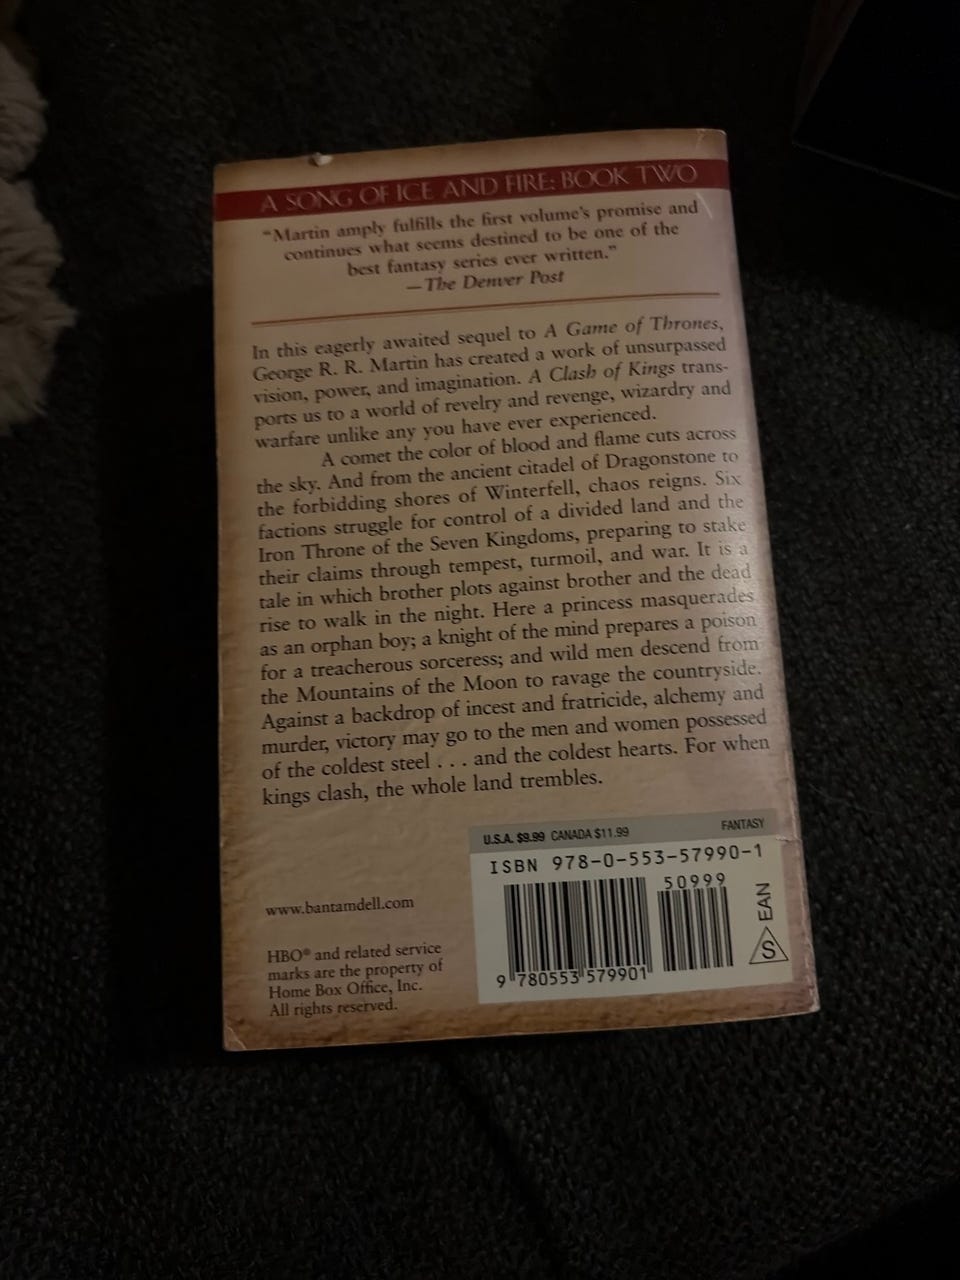 A SONG OF ICE AND FIRE: BOOK TWO
“Martin amply fulfills the first volume’s promise and
continues what seems destined to be one of the
best fantasy series ever written.”
—The Denver Post
In this eagerly awaited sequel to A Game of Thrones,
George R. R. Martin has created a work of unsurpassed
vision, power, and imagination. A Clash of Kings trans-
ports us to a world of revelry and revenge, wizardry and
warfare unlike any you have ever experienced.
A comet the color of blood and flame cuts across
the sky. And from the ancient citadel of Dragonstone to
the forbidding shores of Winterfell, chaos reigns. Six
factions struggle for control of a divided land and the
Iron Throne of the Seven Kingdoms, preparing to stake
their claims through tempest, turmoil, and war. It is a
tale in which brother plots against brother and the dead
rise to walk in the night. Here a princess masquerades
as an orphan boy; a knight of the mind prepares a poison
for a treacherous sorceress; and wild men descend from
the Mountains of the Moon to ravage the countryside.
Against a backdrop of incest and fratricide, alchemy and
murder, victory may go to the men and women possessed
of the coldest steel . . . and the coldest hearts. For when
kings clash, the whole land trembles.
U.S.A. $9.99 CANADA $11.99 FANTASY
ISBN 978-0-553-57990-1
50999
9 780553 579901
EAN
S
www.bantamdell.com
HBO® and related service
marks are the property of
Home Box Office, Inc.
All rights reserved.